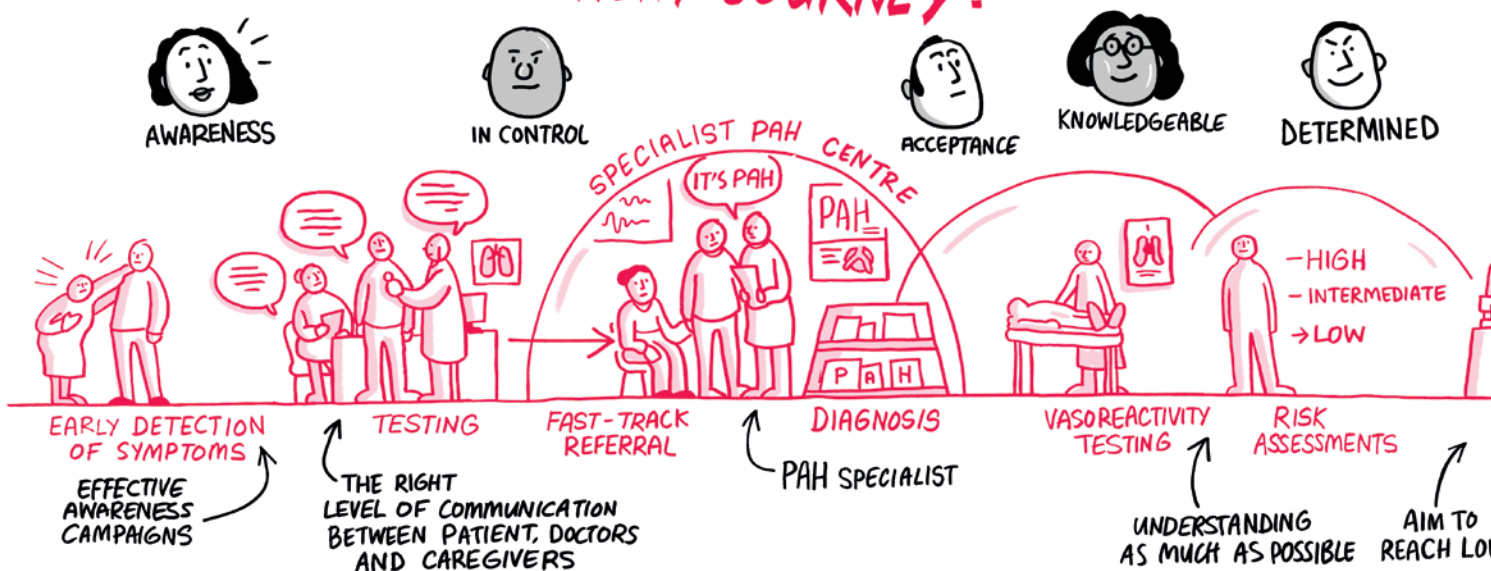 JOURNEY!
AWARENESS
IN CONTROL
ACCEPTANCE
KNOWLEDGEABLE
DETERMINED
SPECIALIST PAH CENTRE
IT'S PAH
PAH
P A H
- HIGH
- INTERMEDIATE
→ LOW
EARLY DETECTION
OF SYMPTOMS
TESTING
FAST-TRACK
REFERRAL
DIAGNOSIS
VASOREACTIVITY
TESTING
RISK
ASSESSMENTS
EFFECTIVE
AWARENESS
CAMPAIGNS
THE RIGHT
LEVEL OF COMMUNICATION
BETWEEN PATIENT, DOCTORS
AND CAREGIVERS
PAH SPECIALIST
UNDERSTANDING
AS MUCH AS POSSIBLE
AIM TO
REACH